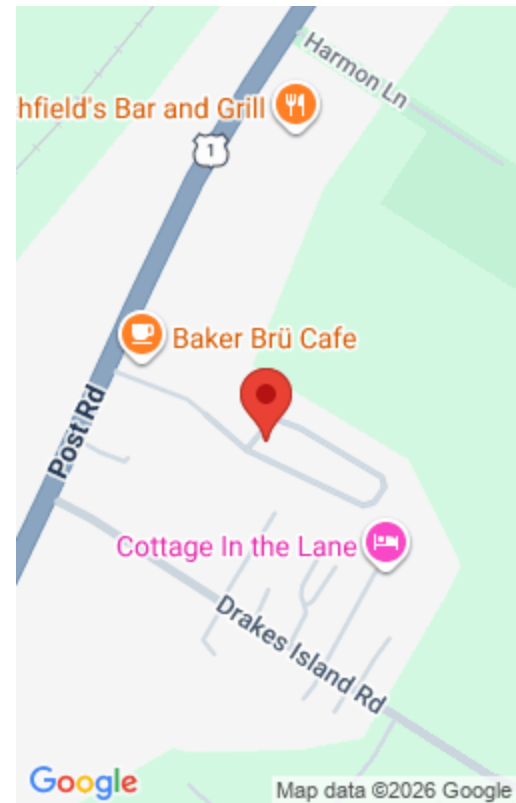 Harmon Ln
hfield's Bar and Grill
1
Baker Brü Cafe
Post Rd
Cottage In the Lane
Drakes Island Rd
Google
Map data ©2026 Google